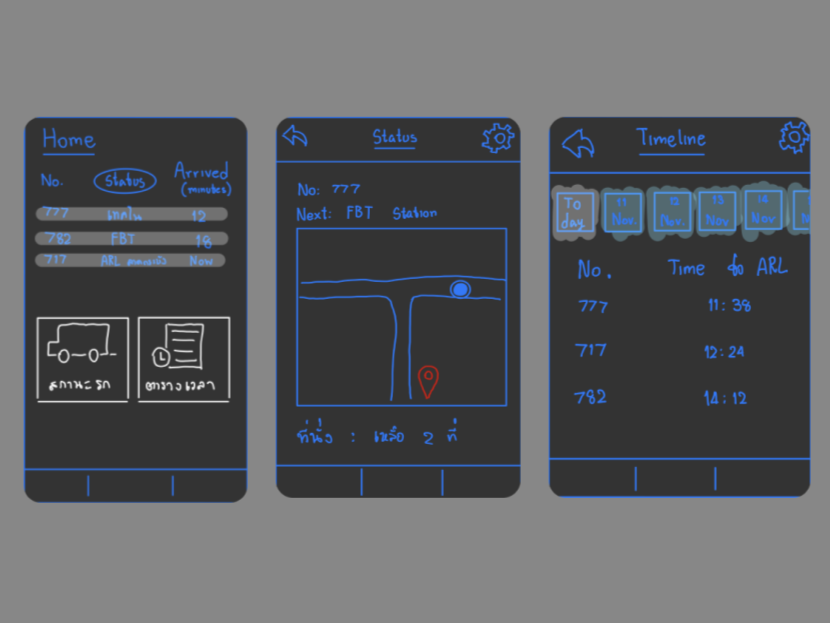 Home
No. Status Arrived
(minutes)
777 12
782 FBT 18
717 ARL Now
สถานะรถ ตารางเวลา
Status
No: 777
Next: FBT Station
ที่นั่ง : เหลือ 2 ที่
Timeline
To day 11 Nov. 12 Nov. 13 Nov 14 Nov
No. Time ถึง ARL
777 11:38
717 12:24
782 14:12